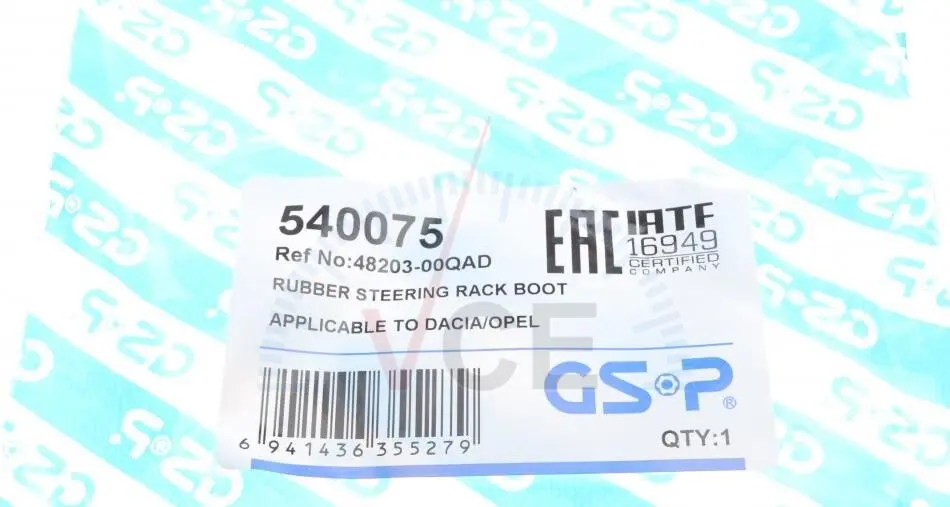 540075
Ref No:48203-00QAD
RUBBER STEERING RACK BOOT
APPLICABLE TO DACIA/OPEL
EAC
IATF
16949
CERTIFIED
COMPANY
VCE
GSP®
6 941436 355279
QTY:1